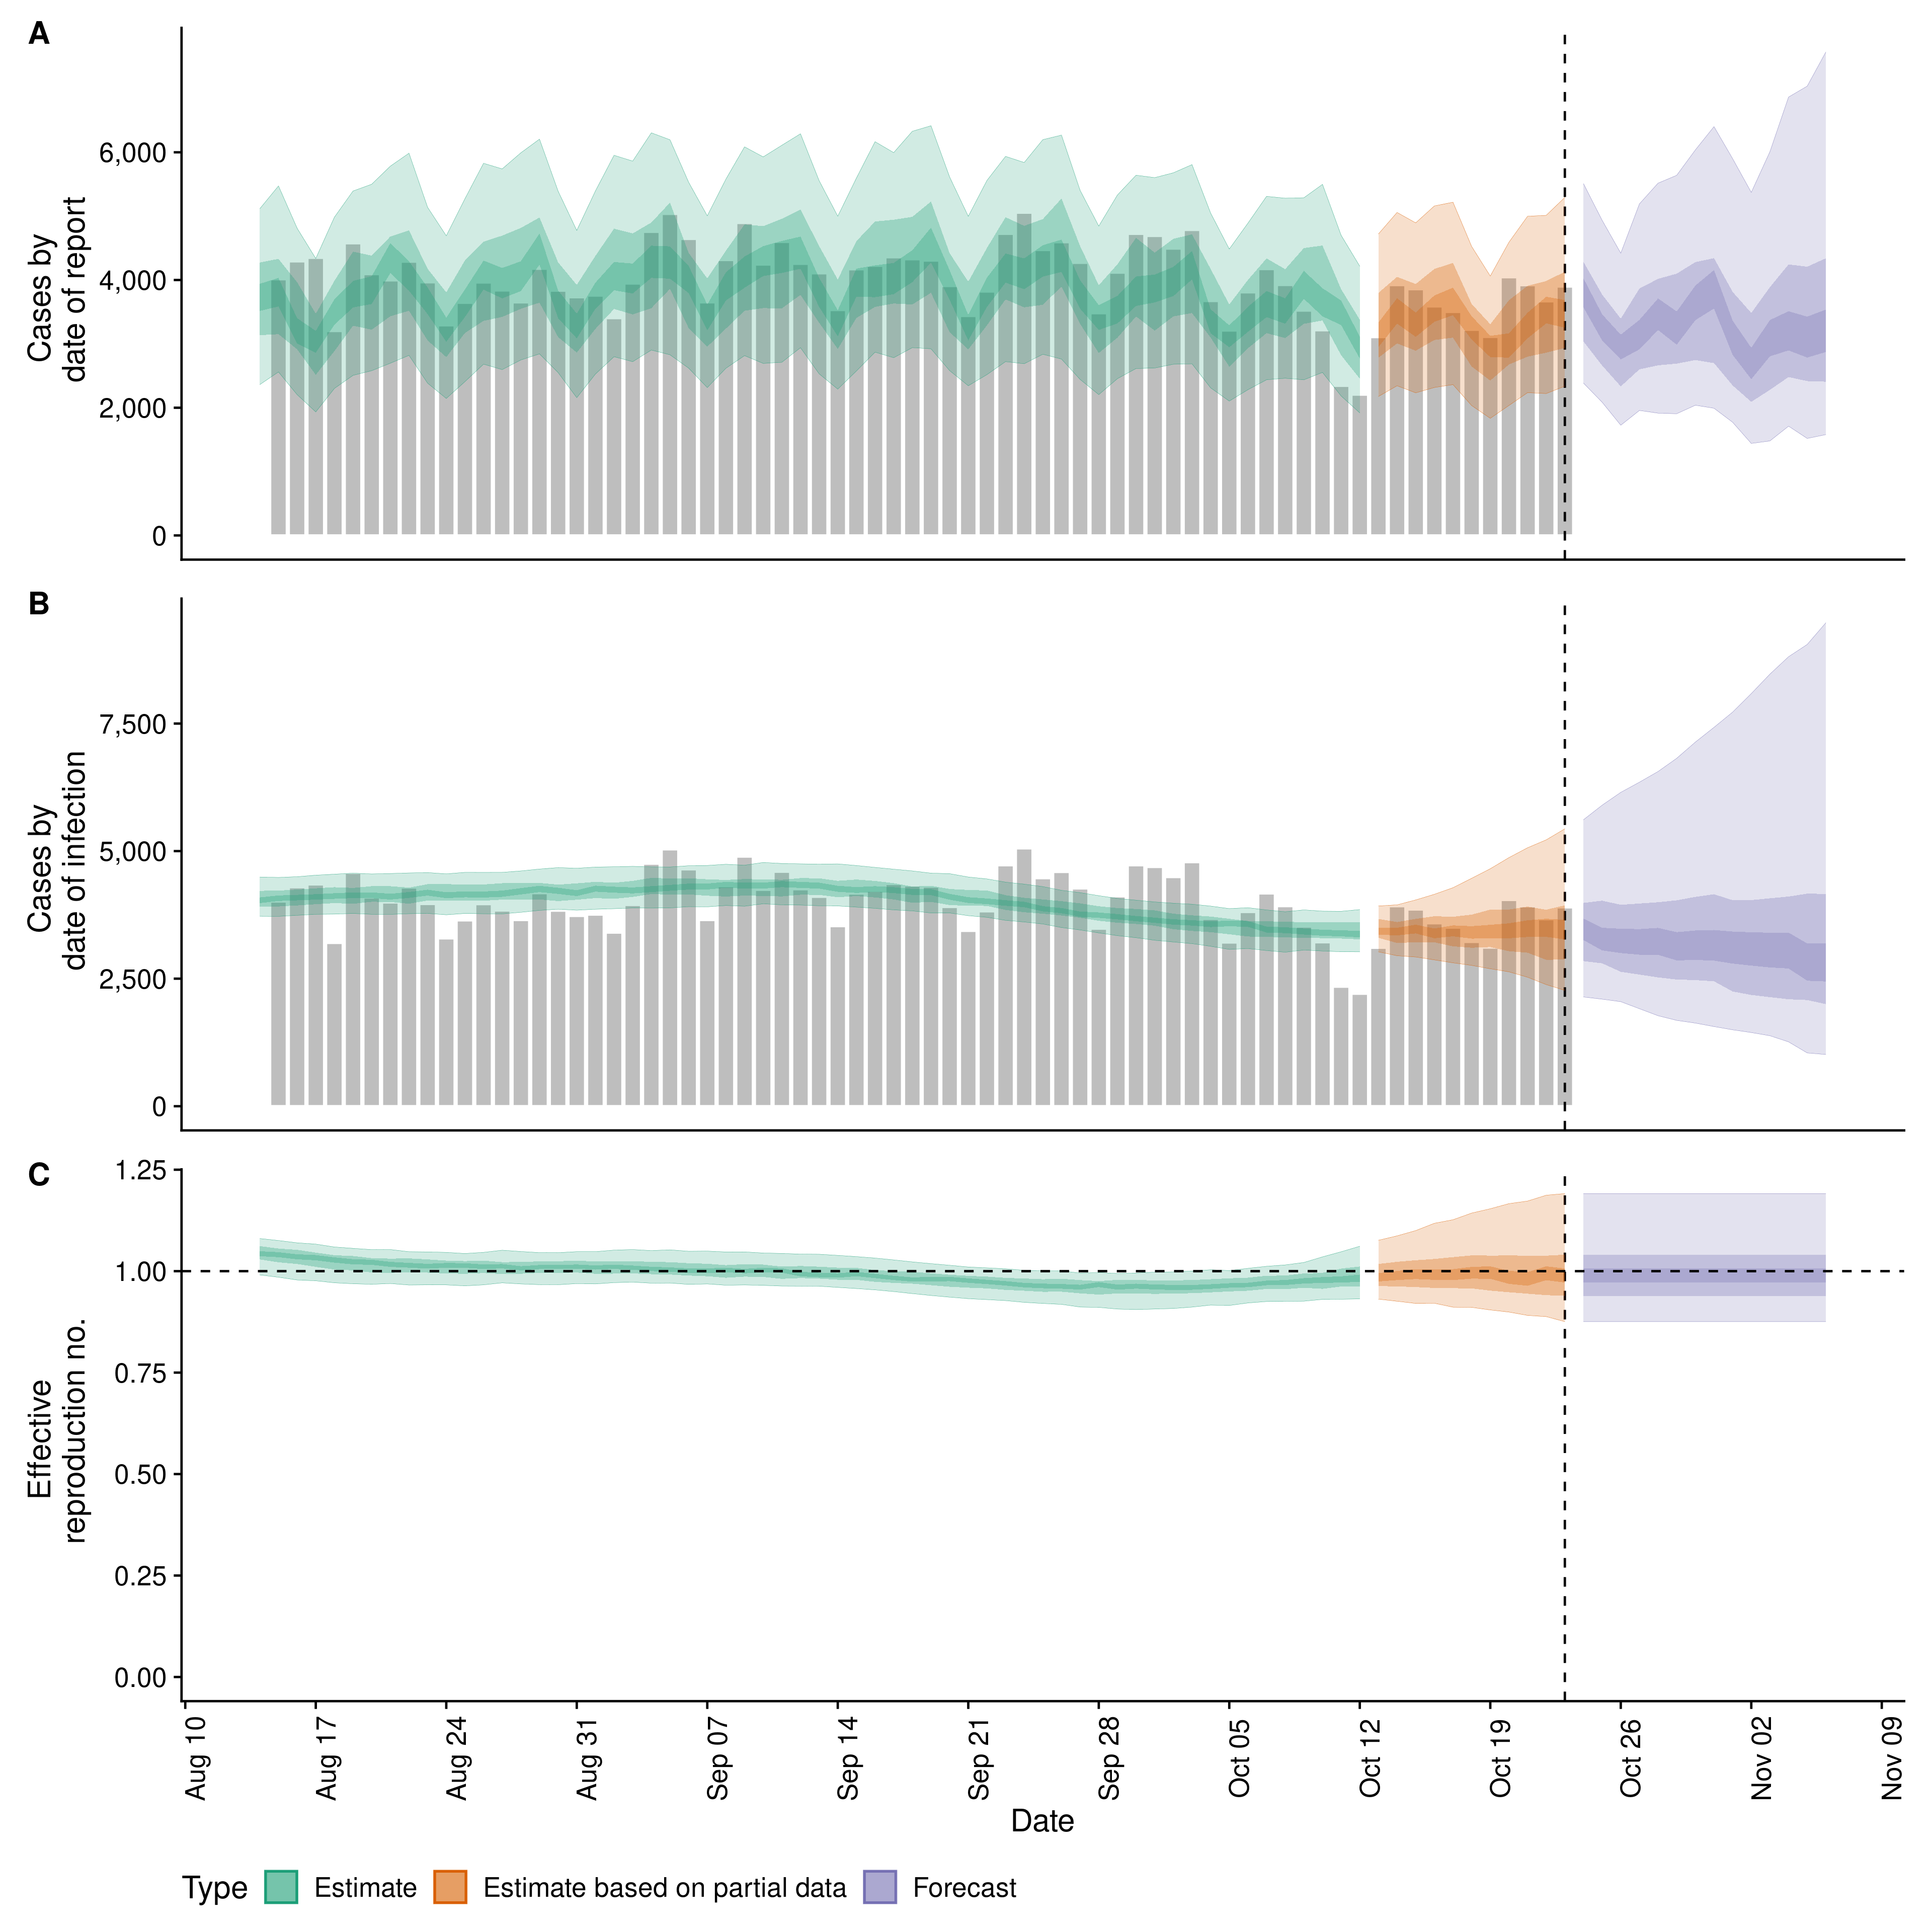 A
Cases by
date of report
6,000
4,000
2,000
0
B
Cases by
date of infection
7,500
5,000
2,500
0
C
Effective
reproduction no.
1.25
1.00
0.75
0.50
0.25
0.00
Aug 10
Aug 17
Aug 24
Aug 31
Sep 07
Sep 14
Sep 21
Sep 28
Oct 05
Oct 12
Oct 19
Oct 26
Nov 02
Nov 09
Date
Type Estimate Estimate based on partial data Forecast